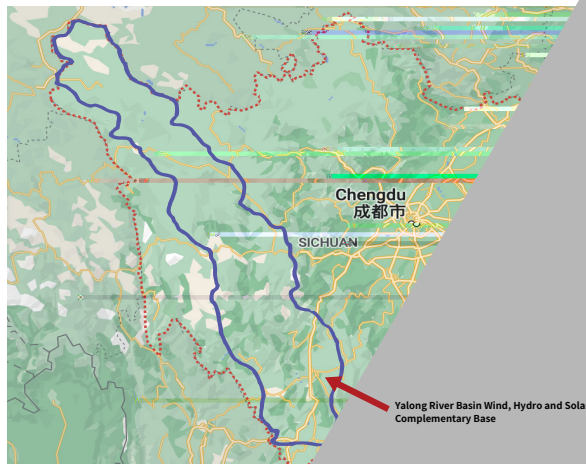 Chengdu
成都市
SICHUAN
Yalong River Basin Wind, Hydro and Sola
Complementary Base